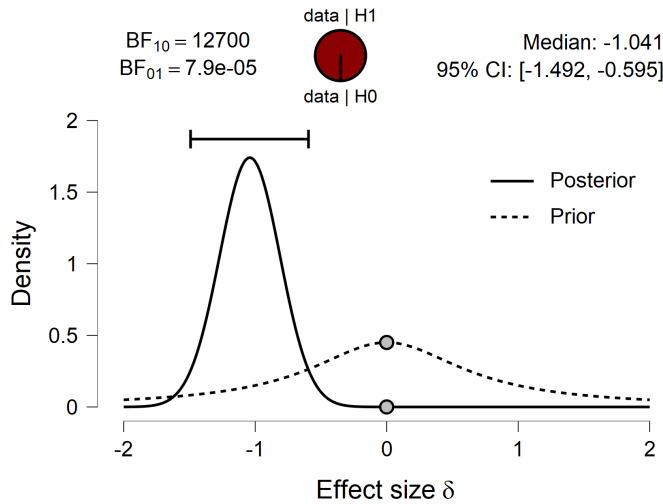 data | H1
BF₁₀ = 12700
BF₀₁ = 7.9e-05
data | H0
Median: -1.041
95% CI: [-1.492, -0.595]
2
1.5
1
0.5
0
Density
Posterior
Prior
-2 -1 0 1 2
Effect size δ